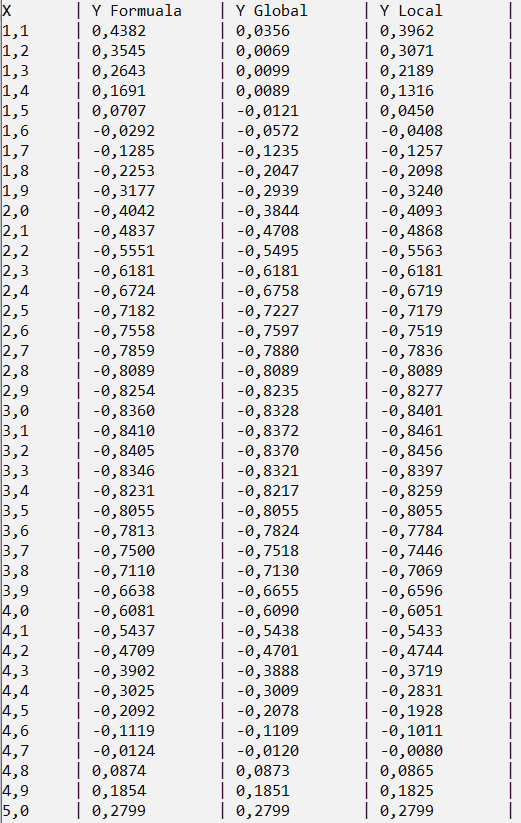 X | Y Formuala | Y Global | Y Local |
1,1 | 0,4382 | 0,0356 | 0,3962 |
1,2 | 0,3545 | 0,0069 | 0,3071 |
1,3 | 0,2643 | 0,0099 | 0,2189 |
1,4 | 0,1691 | 0,0089 | 0,1316 |
1,5 | 0,0707 | -0,0121 | 0,0450 |
1,6 | -0,0292 | -0,0572 | -0,0408 |
1,7 | -0,1285 | -0,1235 | -0,1257 |
1,8 | -0,2253 | -0,2047 | -0,2098 |
1,9 | -0,3177 | -0,2939 | -0,3240 |
2,0 | -0,4042 | -0,3844 | -0,4093 |
2,1 | -0,4837 | -0,4708 | -0,4868 |
2,2 | -0,5551 | -0,5495 | -0,5563 |
2,3 | -0,6181 | -0,6181 | -0,6181 |
2,4 | -0,6724 | -0,6758 | -0,6719 |
2,5 | -0,7182 | -0,7227 | -0,7179 |
2,6 | -0,7558 | -0,7597 | -0,7519 |
2,7 | -0,7859 | -0,7880 | -0,7836 |
2,8 | -0,8089 | -0,8089 | -0,8089 |
2,9 | -0,8254 | -0,8235 | -0,8277 |
3,0 | -0,8360 | -0,8328 | -0,8401 |
3,1 | -0,8410 | -0,8372 | -0,8461 |
3,2 | -0,8405 | -0,8370 | -0,8456 |
3,3 | -0,8346 | -0,8321 | -0,8397 |
3,4 | -0,8231 | -0,8217 | -0,8259 |
3,5 | -0,8055 | -0,8055 | -0,8055 |
3,6 | -0,7813 | -0,7824 | -0,7784 |
3,7 | -0,7500 | -0,7518 | -0,7446 |
3,8 | -0,7110 | -0,7130 | -0,7069 |
3,9 | -0,6638 | -0,6655 | -0,6596 |
4,0 | -0,6081 | -0,6090 | -0,6051 |
4,1 | -0,5437 | -0,5438 | -0,5433 |
4,2 | -0,4709 | -0,4701 | -0,4744 |
4,3 | -0,3902 | -0,3888 | -0,3719 |
4,4 | -0,3025 | -0,3009 | -0,2831 |
4,5 | -0,2092 | -0,2078 | -0,1928 |
4,6 | -0,1119 | -0,1109 | -0,1011 |
4,7 | -0,0124 | -0,0120 | -0,0080 |
4,8 | 0,0874 | 0,0873 | 0,0865 |
4,9 | 0,1854 | 0,1851 | 0,1825 |
5,0 | 0,2799 | 0,2799 | 0,2799 |